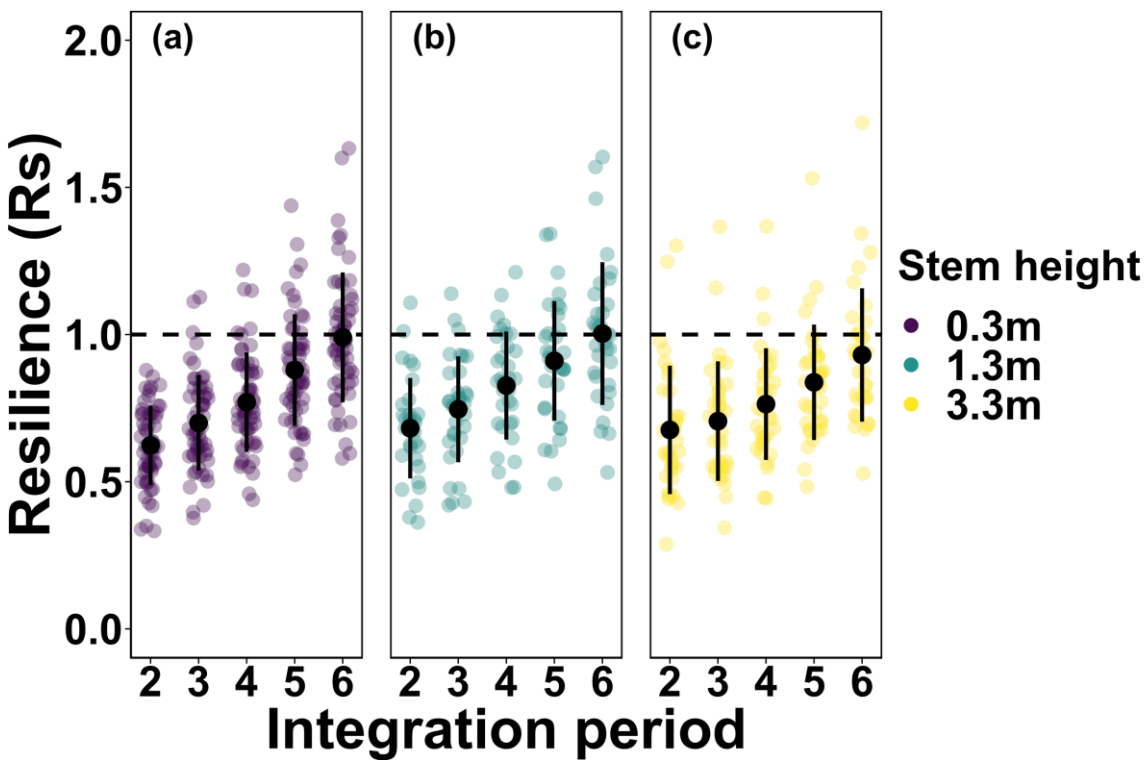 (a) (b) (c)
2.0
1.5
1.0
0.5
0.0
Resilience (Rs)
2 3 4 5 6 2 3 4 5 6 2 3 4 5 6
Integration period
Stem height
0.3m
1.3m
3.3m